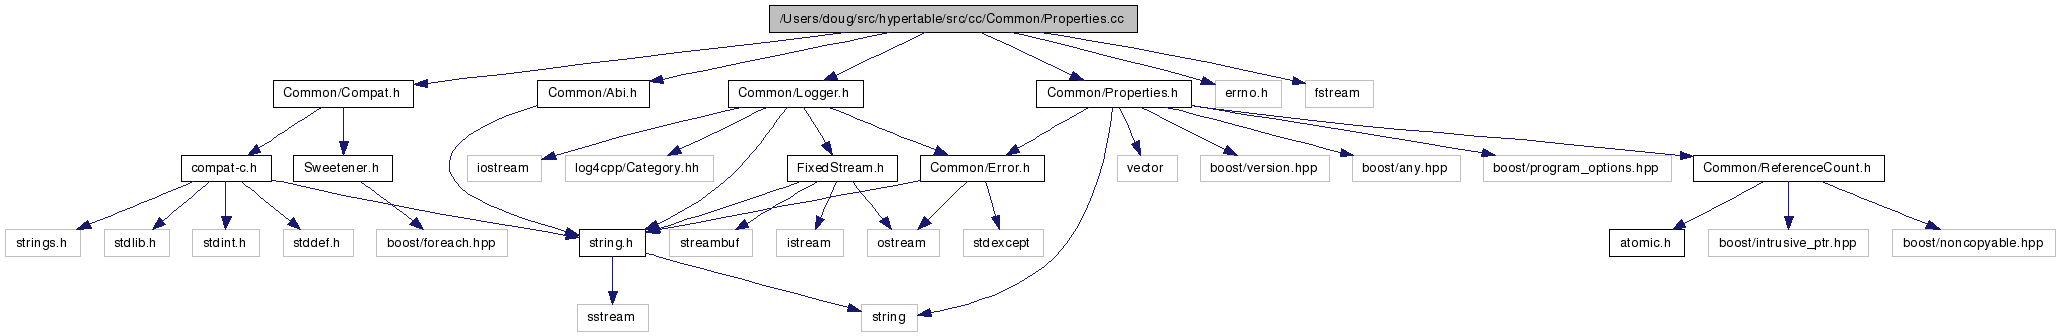 /Users/doug/src/hypertable/src/cc/Common/Properties.cc
Common/Compat.h
Common/Abi.h
Common/Logger.h
Common/Properties.h
errno.h
fstream
compat-c.h
Sweetener.h
iostream
log4cpp/Category.hh
FixedStream.h
Common/Error.h
vector
boost/version.hpp
boost/any.hpp
boost/program_options.hpp
Common/ReferenceCount.h
strings.h
stdlib.h
stdint.h
stddef.h
boost/foreach.hpp
string.h
streambuf
istream
ostream
stdexcept
atomic.h
boost/intrusive_ptr.hpp
boost/noncopyable.hpp
sstream
string